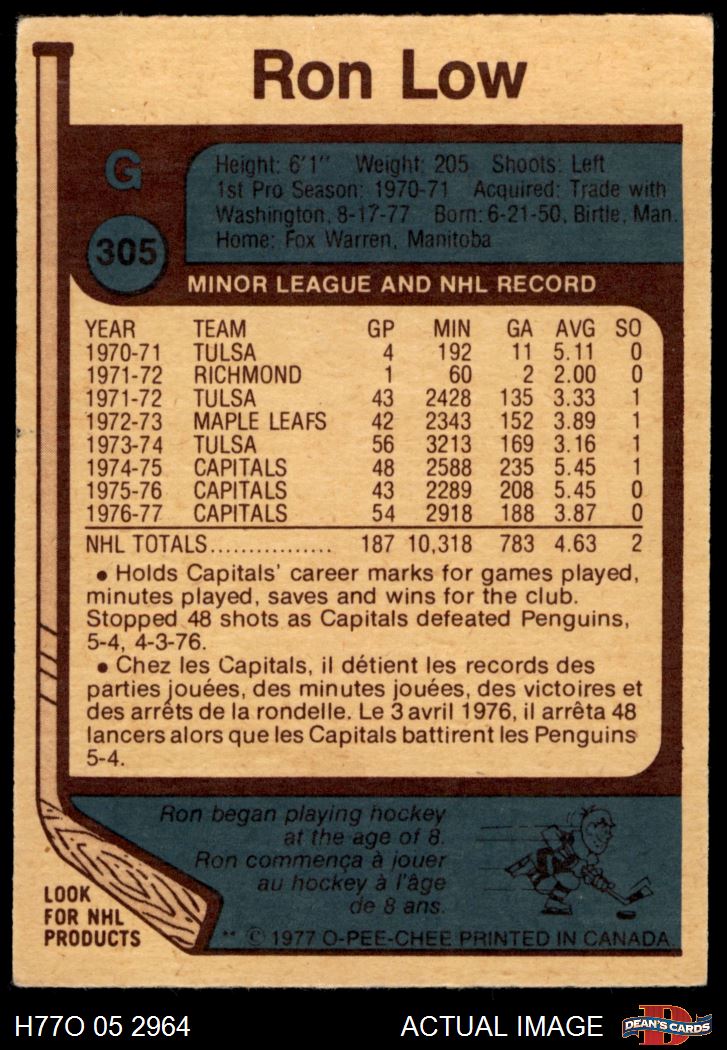 Ron Low
G
Height: 6'1" Weight: 205 Shoots: Left
1st Pro Season: 1970-71 Acquired: Trade with
Washington, 8-17-77 Born: 6-21-50, Birtle, Man.
Home: Fox Warren, Manitoba
305
MINOR LEAGUE AND NHL RECORD
YEAR TEAM GP MIN GA AVG SO
1970-71 TULSA 4 192 11 5.11 0
1971-72 RICHMOND 1 60 2 2.00 0
1971-72 TULSA 43 2428 135 3.33 1
1972-73 MAPLE LEAFS 42 2343 152 3.89 1
1973-74 TULSA 56 3213 169 3.16 1
1974-75 CAPITALS 48 2588 235 5.45 1
1975-76 CAPITALS 43 2289 208 5.45 0
1976-77 CAPITALS 54 2918 188 3.87 0
NHL TOTALS................ 187 10,318 783 4.63 2
• Holds Capitals' career marks for games played,
minutes played, saves and wins for the club.
Stopped 48 shots as Capitals defeated Penguins,
5-4, 4-3-76.
• Chez les Capitals, il détient les records des
parties jouées, des minutes jouées, des victoires et
des arrêts de la rondelle. Le 3 avril 1976, il arrêta 48
lancers alors que les Capitals battirent les Penguins
5-4.
Ron began playing hockey
at the age of 8.
Ron commença à jouer
au hockey à l'âge
de 8 ans.
LOOK
FOR NHL
PRODUCTS
** © 1977 O-PEE-CHEE PRINTED IN CANADA
H77O 05 2964
ACTUAL IMAGE
D
DEAN'S CARDS